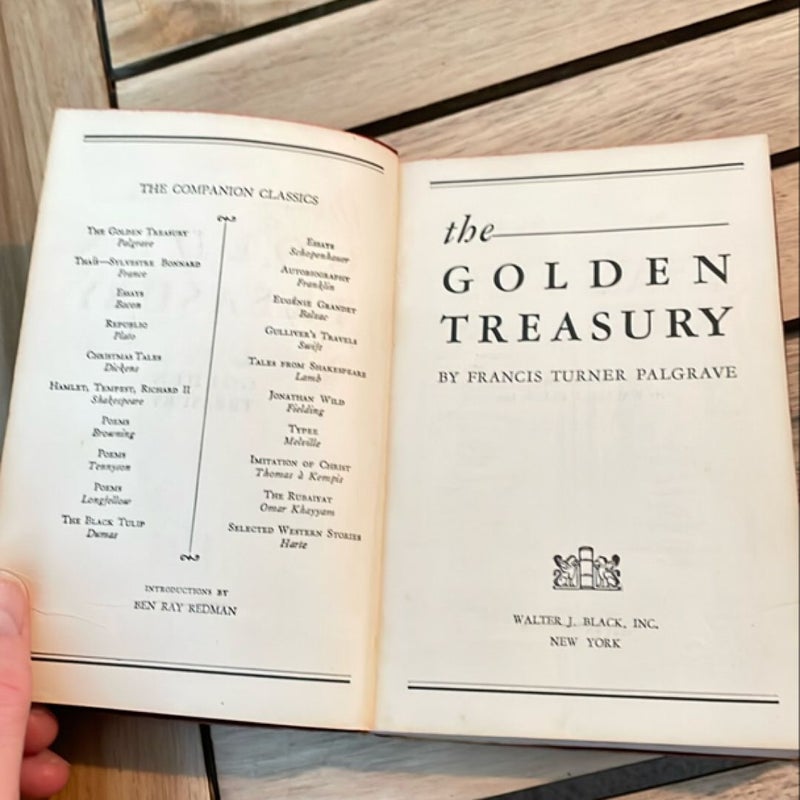 THE COMPANION CLASSICS
THE GOLDEN TREASURY
Palgrave
THAÏS—SYLVESTRE BONNARD
France
ESSAYS
Bacon
REPUBLIC
Plato
CHRISTMAS TALES
Dickens
HAMLET, TEMPEST, RICHARD II
Shakespeare
POEMS
Browning
POEMS
Tennyson
POEMS
Longfellow
THE BLACK TULIP
Dumas
ESSAYS
Schopenhauer
AUTOBIOGRAPHY
Franklin
EUGÉNIE GRANDET
Balzac
GULLIVER'S TRAVELS
Swift
TALES FROM SHAKESPEARE
Lamb
JONATHAN WILD
Fielding
TYPEE
Melville
IMITATION OF CHRIST
Thomas à Kempis
THE RUBAIYAT
Omar Khayyam
SELECTED WESTERN STORIES
Harte
INTRODUCTIONS BY
BEN RAY REDMAN
the
GOLDEN
TREASURY
BY FRANCIS TURNER PALGRAVE
WALTER J. BLACK, INC.
NEW YORK